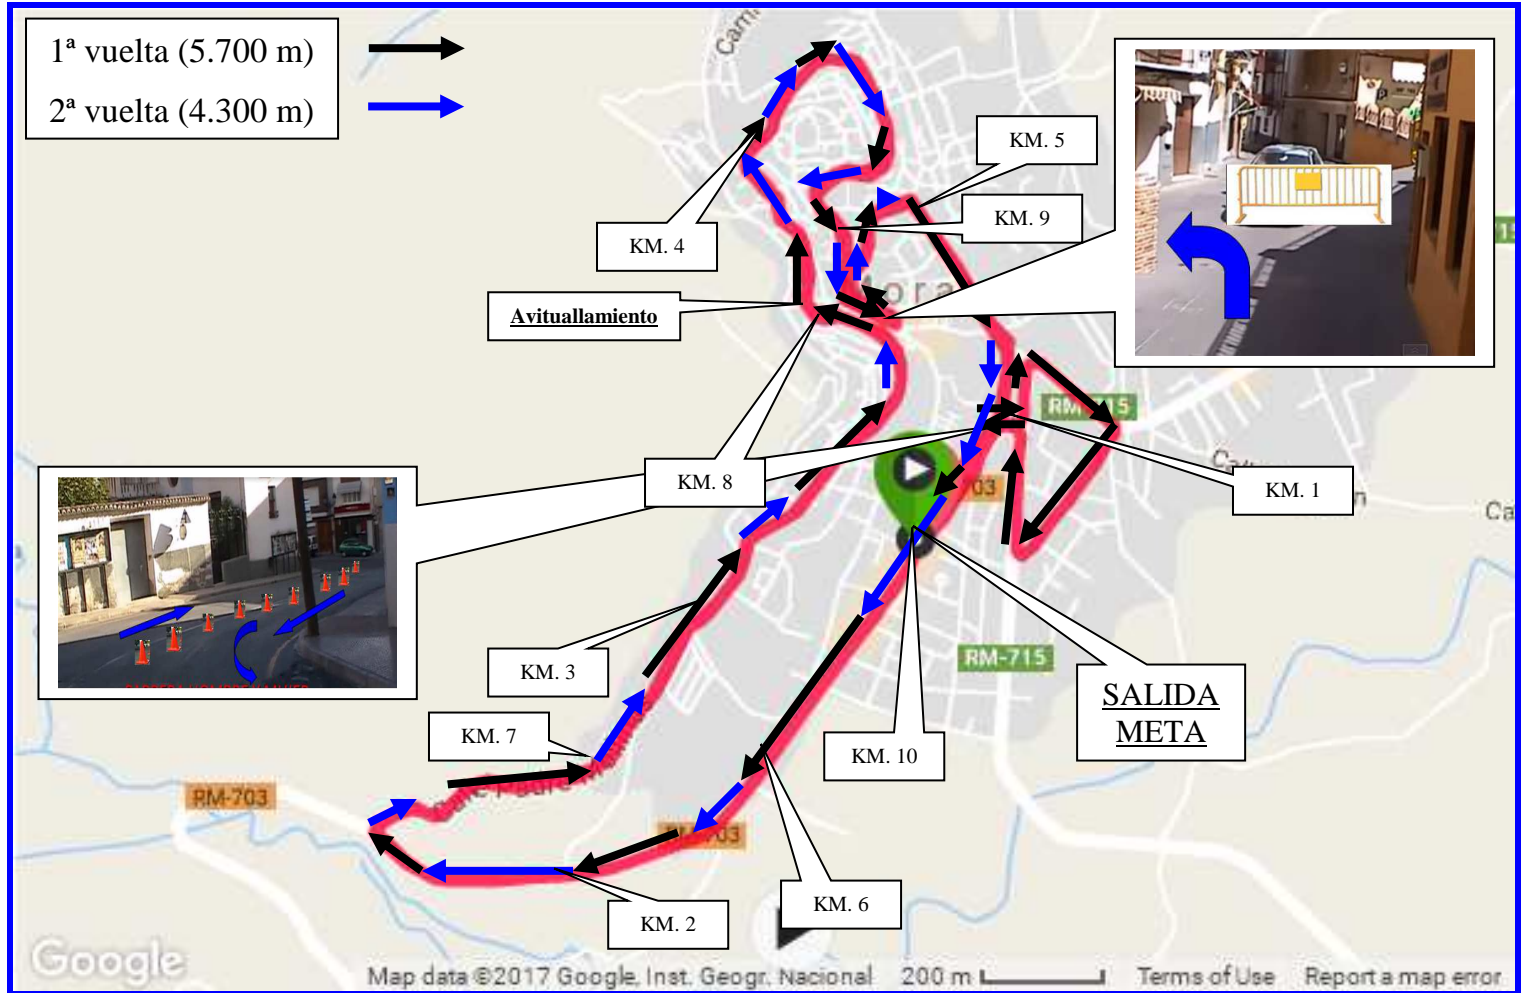 1ª vuelta (5.700 m)
2ª vuelta (4.300 m)
KM. 5
KM. 9
KM. 4
Avituallamiento
RM-715
KM. 8
KM. 1
703
KM. 3
RM-715
SALIDA
META
KM. 7
KM. 10
RM-703
RM-703
KM. 6
KM. 2
Google
Map data ©2017 Google, Inst. Geogr. Nacional 200 m Terms of Use Report a map error